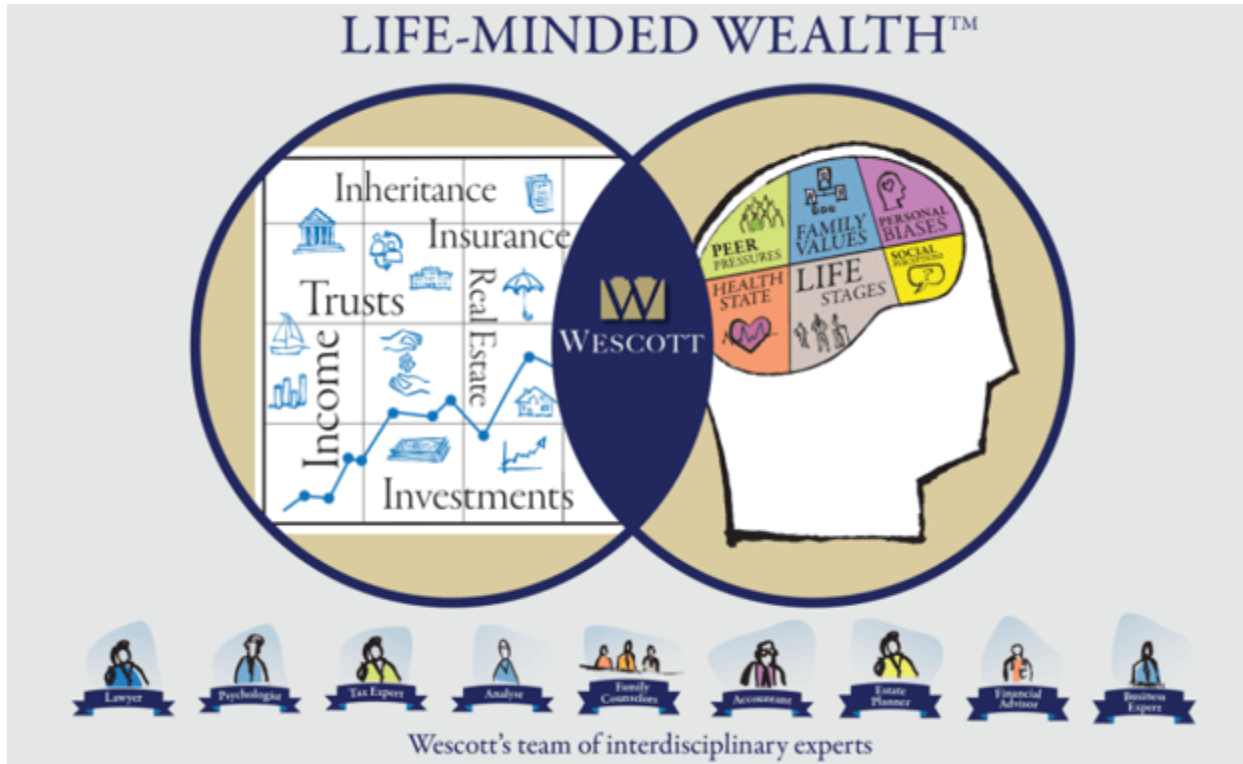 LIFE-MINDED WEALTH™
Inheritance
Insurance
Trusts
Real Estate
Income
Investments
W
WESCOTT
PEER
PRESSURES
FAMILY
VALUES
PERSONAL
BIASES
SOCIAL
PERCEPTIONS
HEALTH
STATE
LIFE
STAGES
?
Lawyer
Psychologist
Tax Expert
Analyst
Family
Counselors
Accountant
Estate
Planner
Financial
Advisor
Business
Expert
Wescott's team of interdisciplinary experts